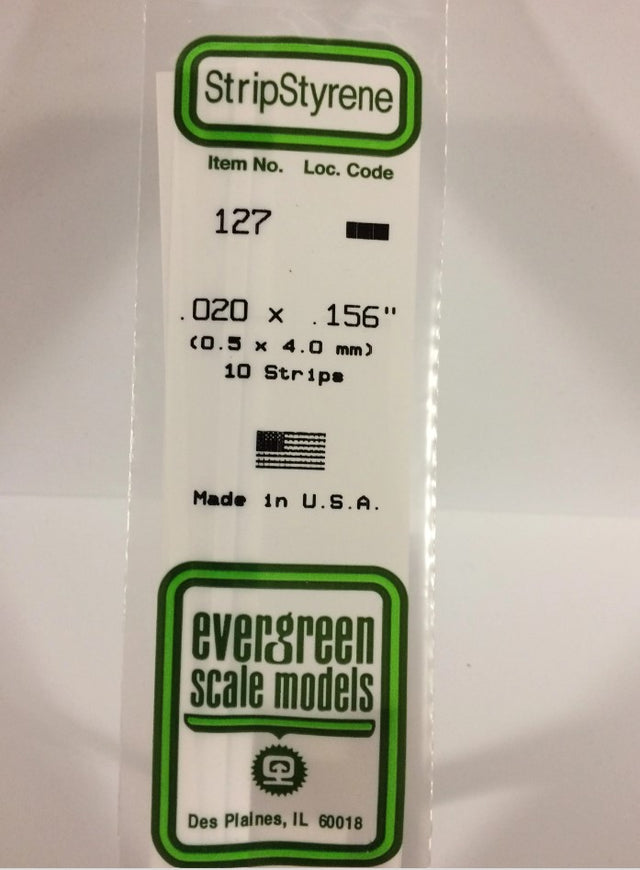 StripStyrene
Item No. Loc. Code
127
.020 x .156"
(0.5 x 4.0 mm)
10 Strips
Made in U.S.A.
evergreen
scale models
Des Plaines, IL 60018